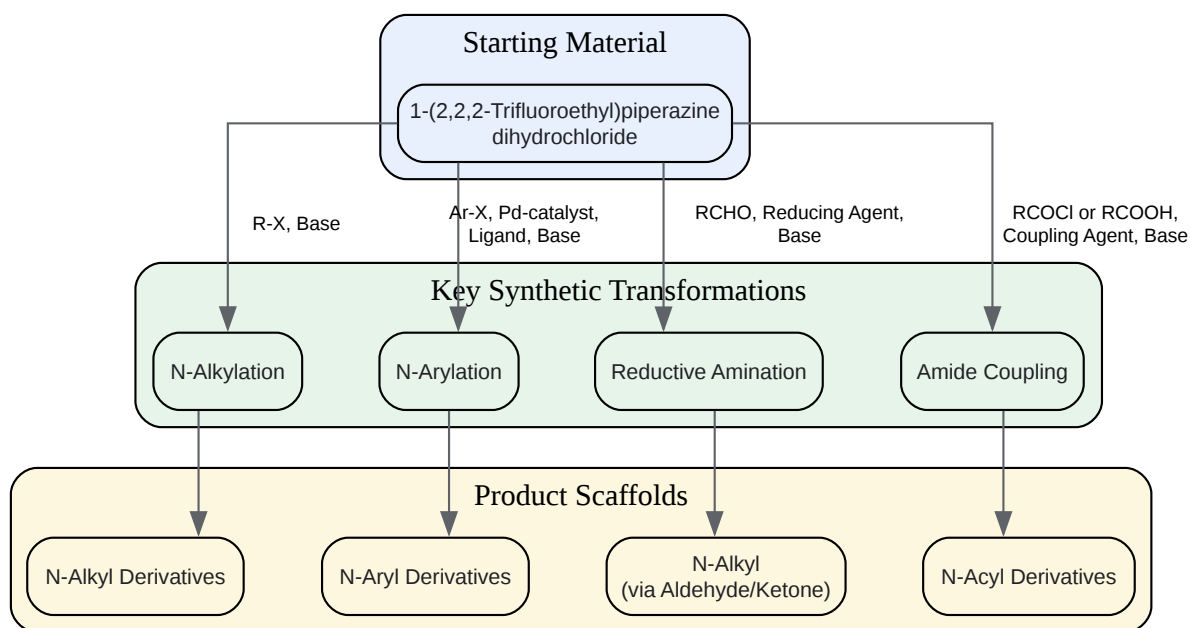 Starting Material
1-(2,2,2-Trifluoroethyl)piperazine
dihydrochloride
R-X, Base
Ar-X, Pd-catalyst,
Ligand, Base
RCHO, Reducing Agent,
Base
RCOCl or RCOOH,
Coupling Agent, Base
Key Synthetic Transformations
N-Alkylation
N-Arylation
Reductive Amination
Amide Coupling
Product Scaffolds
N-Alkyl Derivatives
N-Aryl Derivatives
N-Alkyl
(via Aldehyde/Ketone)
N-Acyl Derivatives